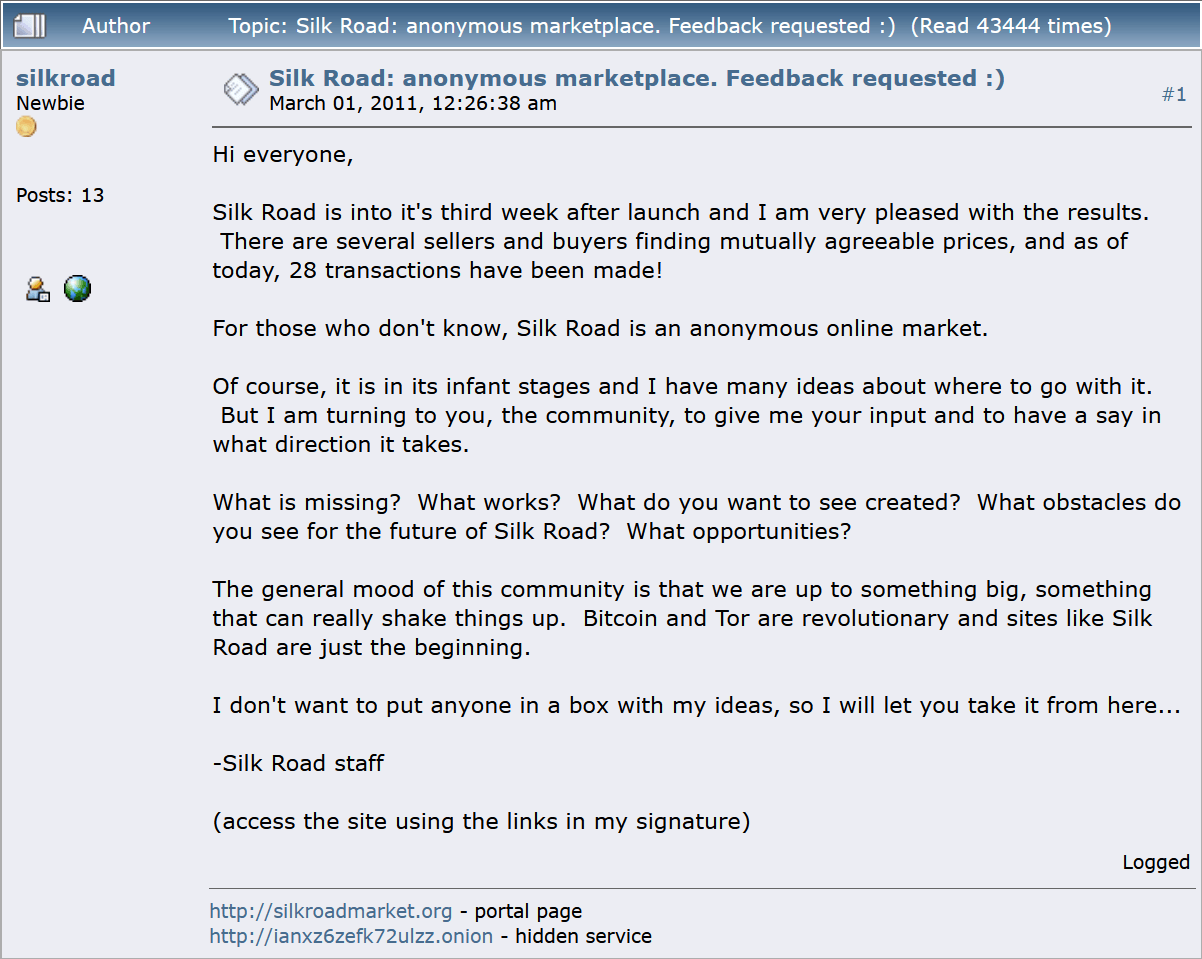 Author Topic: Silk Road: anonymous marketplace. Feedback requested :) (Read 43444 times)
silkroad
Newbie
Posts: 13
Silk Road: anonymous marketplace. Feedback requested :)
March 01, 2011, 12:26:38 am
#1
Hi everyone,
Silk Road is into it's third week after launch and I am very pleased with the results.
There are several sellers and buyers finding mutually agreeable prices, and as of
today, 28 transactions have been made!
For those who don't know, Silk Road is an anonymous online market.
Of course, it is in its infant stages and I have many ideas about where to go with it.
But I am turning to you, the community, to give me your input and to have a say in
what direction it takes.
What is missing?  What works?  What do you want to see created?  What obstacles do
you see for the future of Silk Road?  What opportunities?
The general mood of this community is that we are up to something big, something
that can really shake things up.  Bitcoin and Tor are revolutionary and sites like Silk
Road are just the beginning.
I don't want to put anyone in a box with my ideas, so I will let you take it from here...
-Silk Road staff
(access the site using the links in my signature)
Logged
http://silkroadmarket.org - portal page
http://ianxz6zefk72ulzz.onion - hidden service